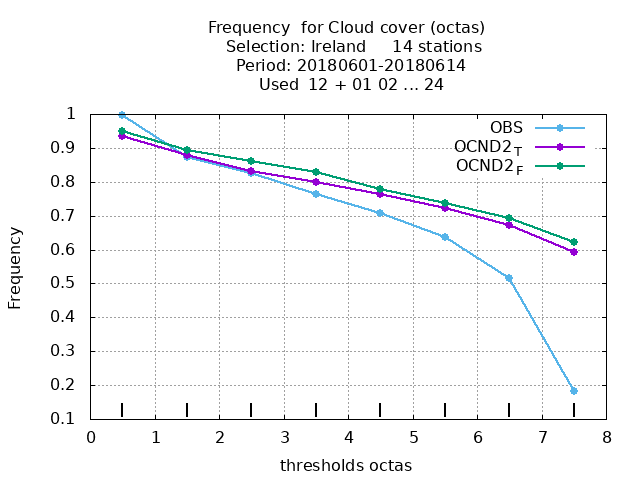 Frequency  for Cloud cover (octas)
Selection: Ireland     14 stations
Period: 20180601-20180614
Used  12 + 01 02 ... 24
OBS
OCND2_T
OCND2_F
1
0.9
0.8
0.7
0.6
0.5
0.4
0.3
0.2
0.1
Frequency
0 1 2 3 4 5 6 7 8
thresholds octas